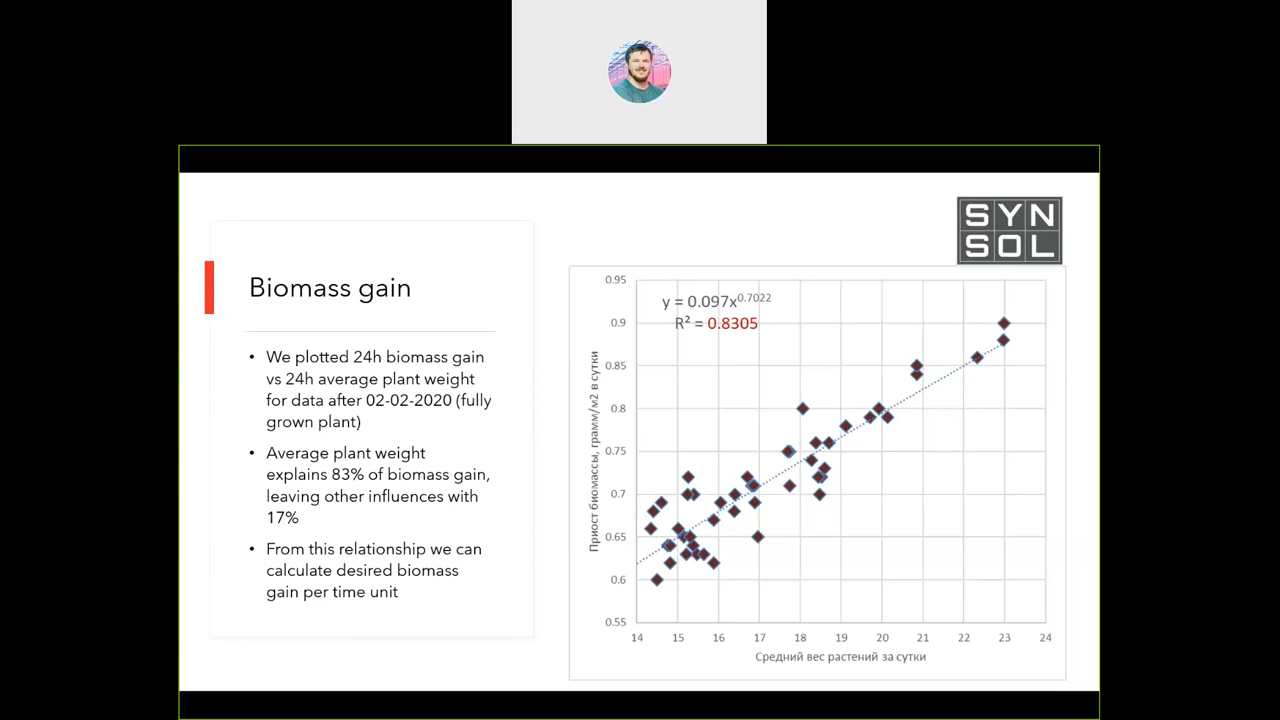 SYN
SOL
Biomass gain
• We plotted 24h biomass gain
vs 24h average plant weight
for data after 02-02-2020 (fully
grown plant)
• Average plant weight
explains 83% of biomass gain,
leaving other influences with
17%
• From this relationship we can
calculate desired biomass
gain per time unit
y = 0.097x^0.7022
R² = 0.8305
Приост биомассы, грамм/м2 в сутки
0.95
0.9
0.85
0.8
0.75
0.7
0.65
0.6
0.55
14 15 16 17 18 19 20 21 22 23 24
Средний вес растений за сутки